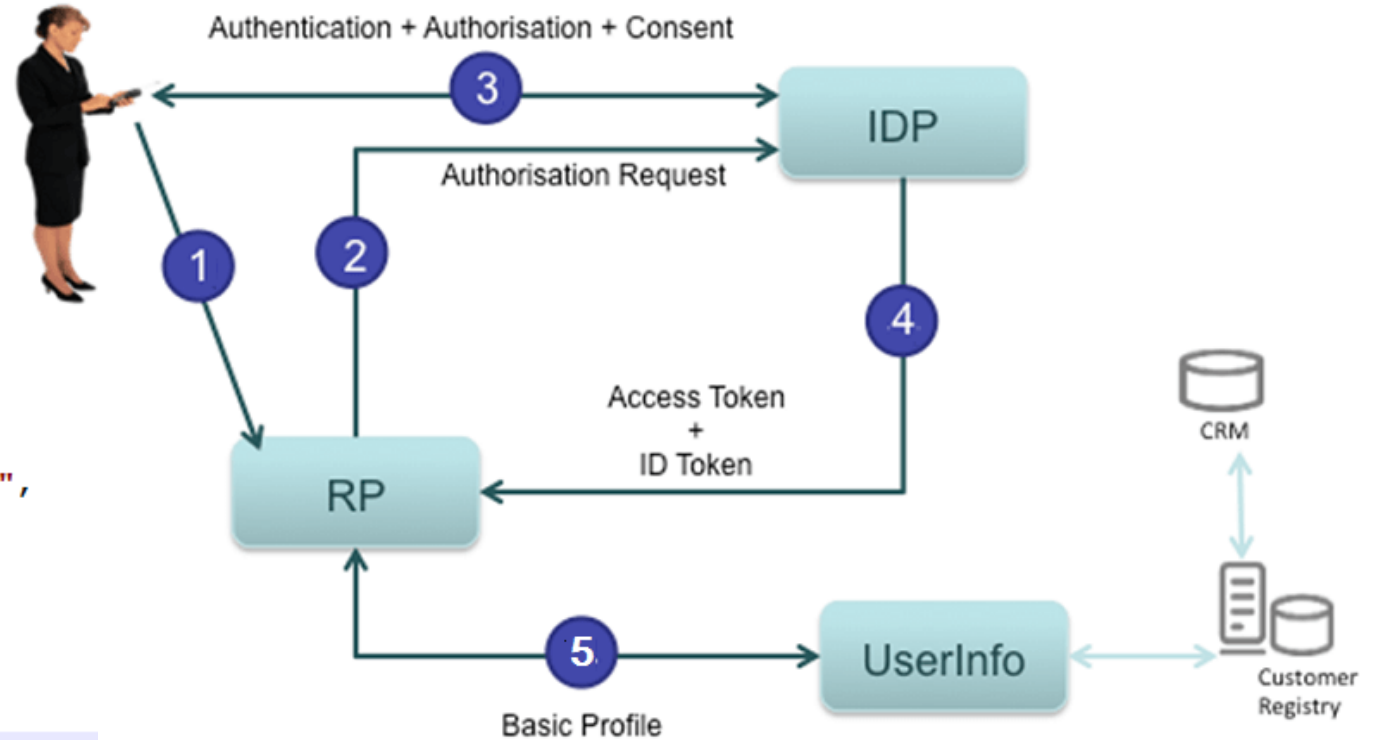 Authentication + Authorisation + Consent
3
IDP
Authorisation Request
1
2
4
Access Token
+
ID Token
CRM
",
RP
5
UserInfo
Customer
Registry
Basic Profile